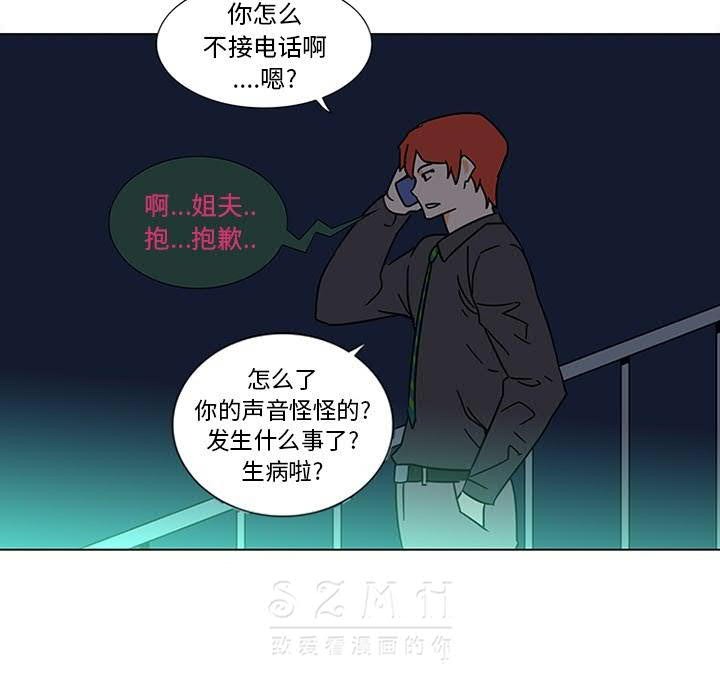 你怎么
不接电话啊
....嗯?
啊...姐夫..
抱...抱歉..
怎么了
你的声音怪怪的?
发生什么事了?
生病啦?
SZMH
致爱看漫画的你